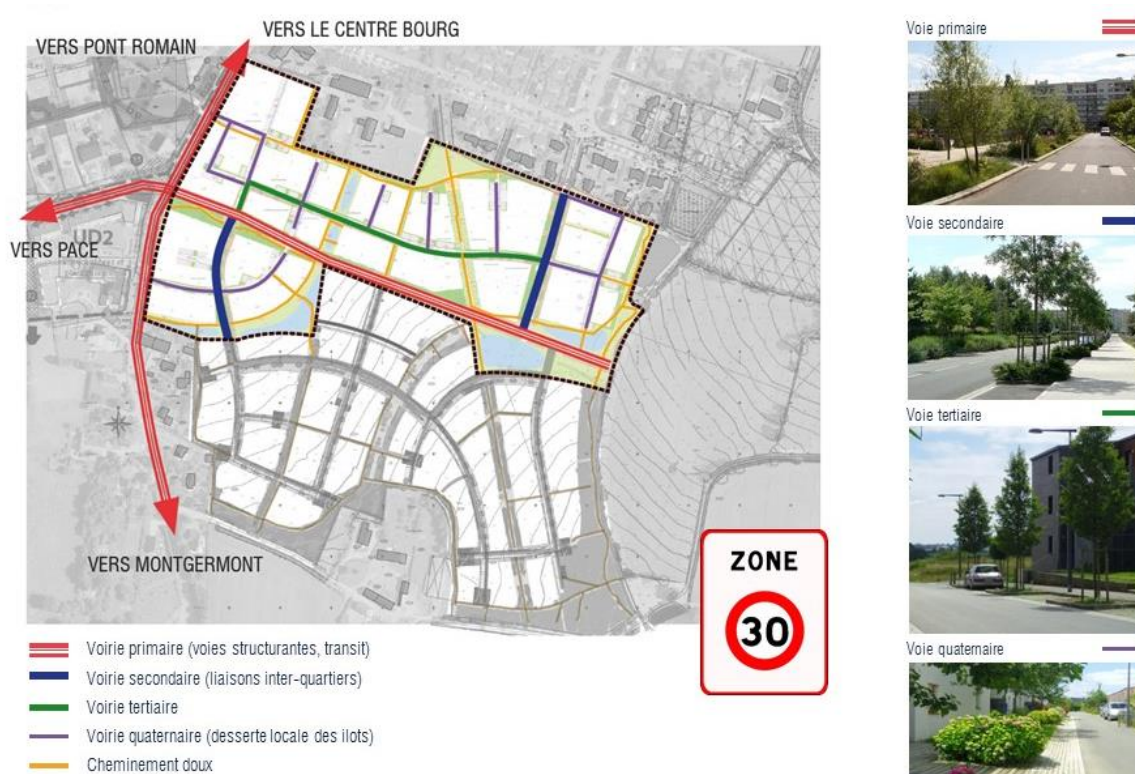 VERS LE CENTRE BOURG
VERS PONT ROMAIN
VERS PACE
UD2
VERS MONTGERMONT
ZONE
30
Voirie primaire (voies structurantes, transit)
Voirie secondaire (liaisons inter-quartiers)
Voirie tertiaire
Voirie quaternaire (desserte locale des ilots)
Cheminement doux
Voie primaire
Voie secondaire
Voie tertiaire
Voie quaternaire